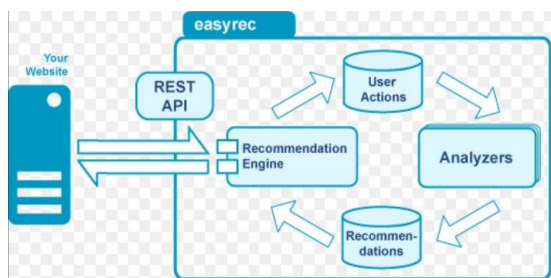 easyrec
Your
Website
REST
API
User
Actions
Recommendation
Engine
Analyzers
Recommen-
dations